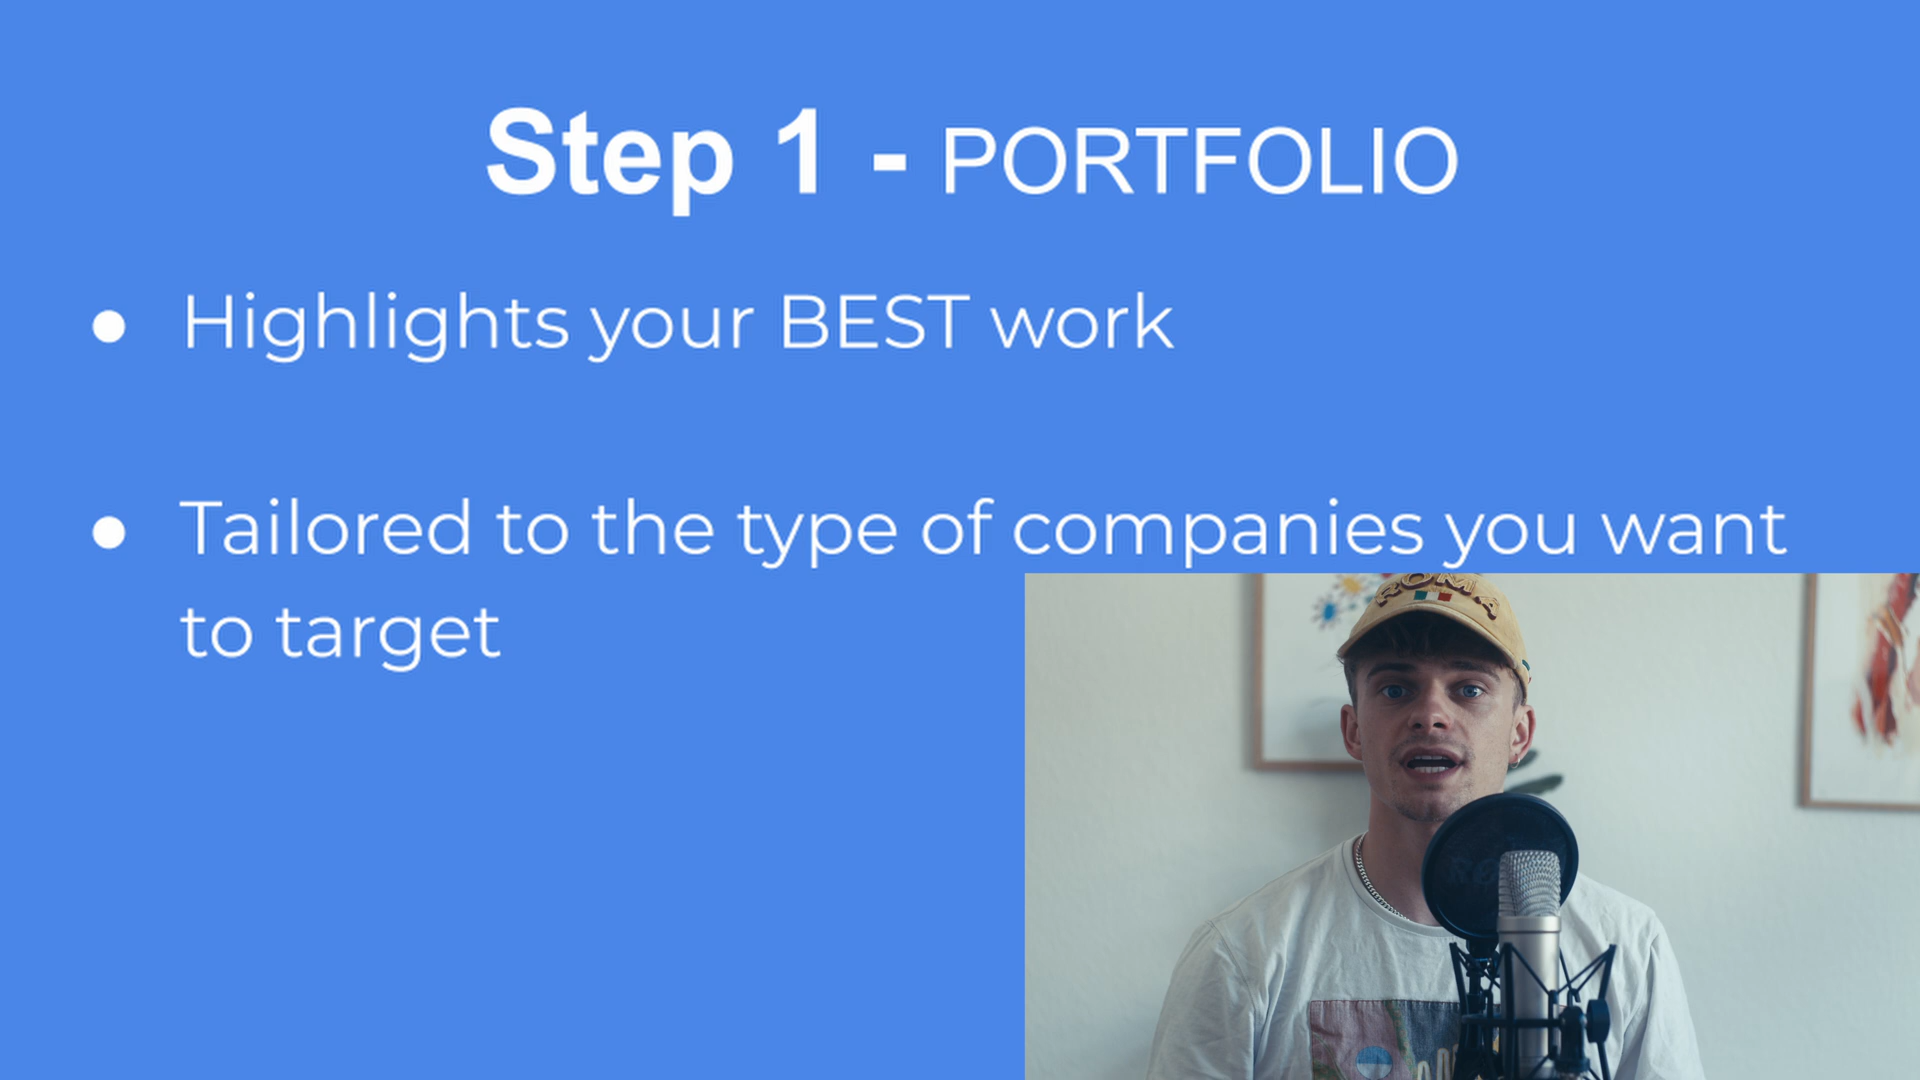 Step 1 - PORTFOLIO
● Highlights your BEST work
● Tailored to the type of companies you want
to target
ROMA